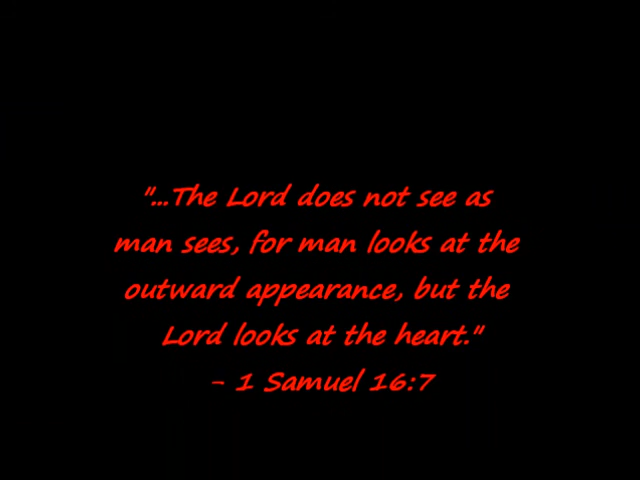 "...The Lord does not see as
man sees, for man looks at the
outward appearance, but the
Lord looks at the heart."
- 1 Samuel 16:7